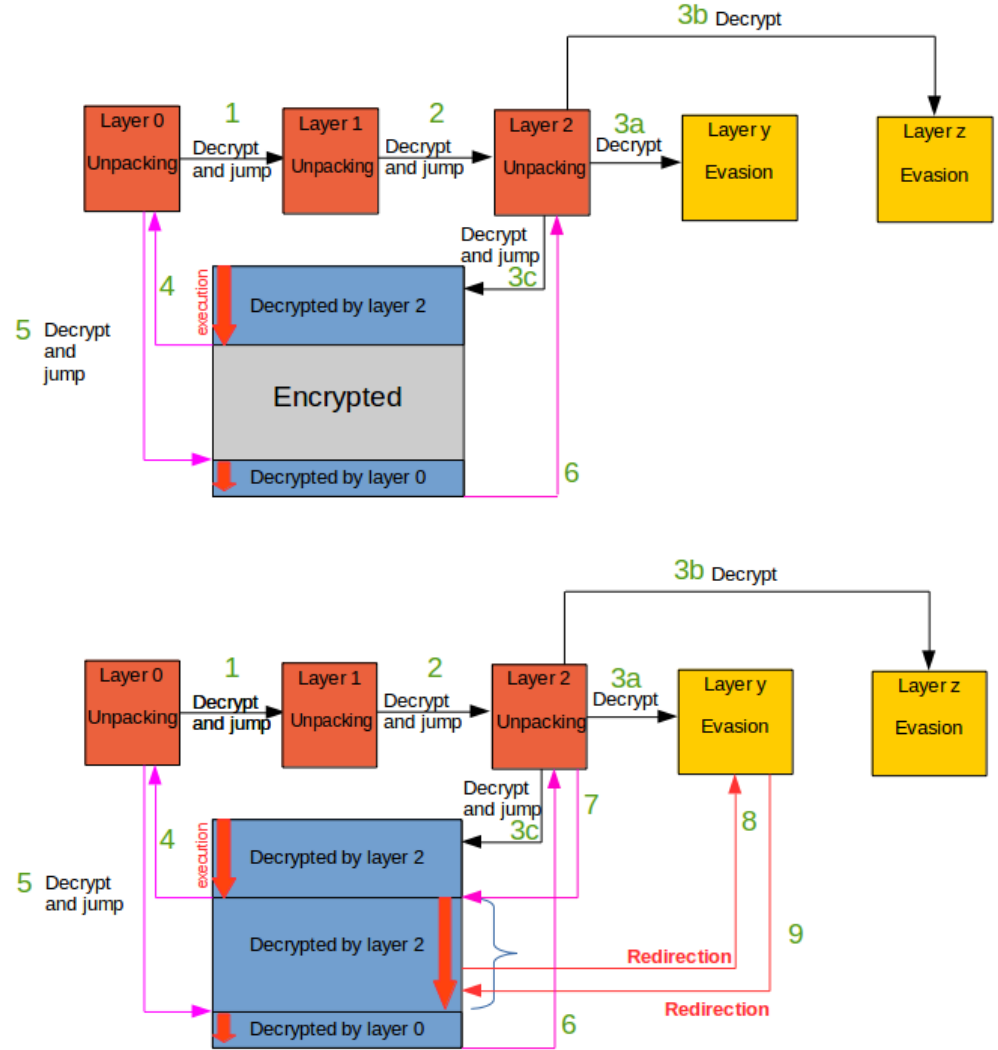 3b Decrypt
Layer 0
Unpacking
1
Decrypt
and jump
Layer 1
Unpacking
2
Decrypt
and jump
Layer 2
Unpacking
3a
Decrypt
Layer y
Evasion
Layer z
Evasion
Decrypt
and jump
3c
4
execution
Decrypted by layer 2
5 Decrypt
and
jump
Encrypted
Decrypted by layer 0
6
3b Decrypt
Layer 0
Unpacking
1
Decrypt
and jump
Layer 1
Unpacking
2
Decrypt
and jump
Layer 2
Unpacking
3a
Decrypt
Layer y
Evasion
Layer z
Evasion
Decrypt
and jump
3c
7
8
4
execution
Decrypted by layer 2
5 Decrypt
and jump
Decrypted by layer 2
9
Redirection
Redirection
Decrypted by layer 0
6